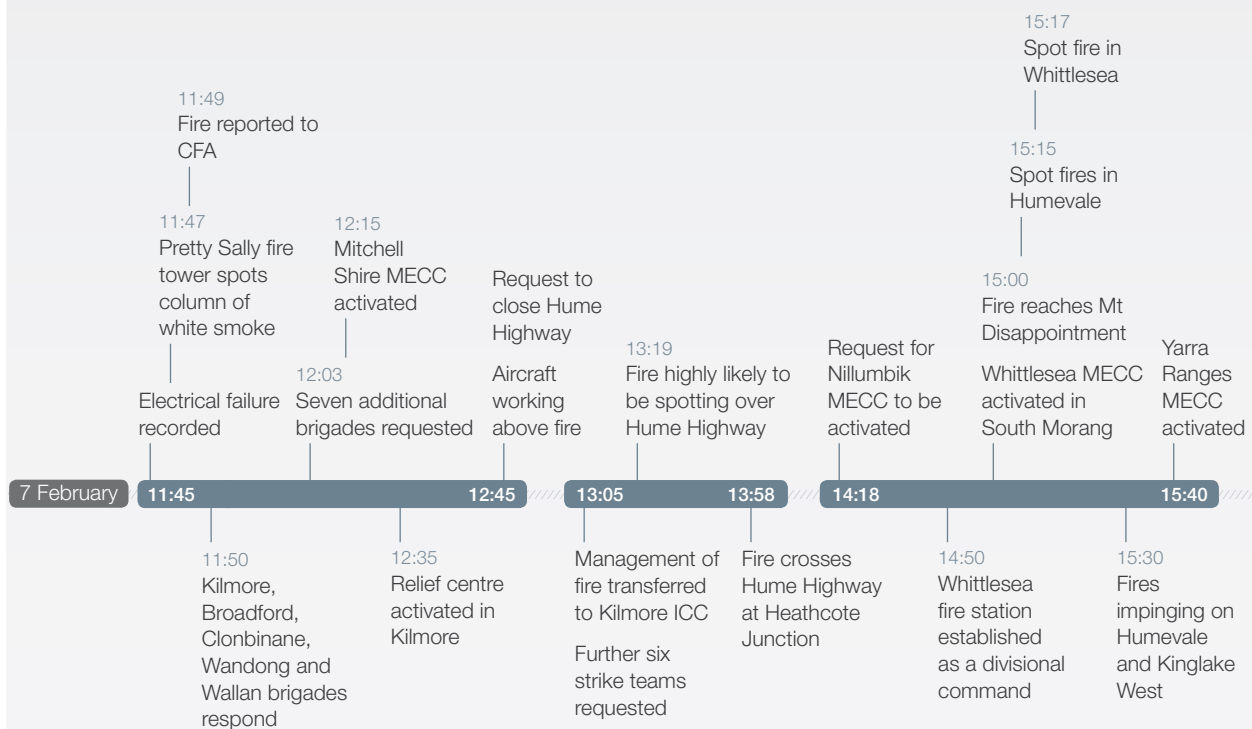 15:17
Spot fire in
Whittlesea
11:49
Fire reported to
CFA
15:15
Spot fires in
Humevale
11:47
Pretty Sally fire
tower spots
column of
white smoke
12:15
Mitchell
Shire MECC
activated
Request to
close Hume
Highway
Aircraft
working
above fire
15:00
Fire reaches Mt
Disappointment
Whittlesea MECC
activated in
South Morang
Electrical failure
recorded
12:03
Seven additional
brigades requested
13:19
Fire highly likely to
be spotting over
Hume Highway
Request for
Nillumbik
MECC to be
activated
Yarra
Ranges
MECC
activated
7 February
11:45
12:45
13:05
13:58
14:18
15:40
11:50
Kilmore,
Broadford,
Clonbinane,
Wandong and
Wallan brigades
respond
12:35
Relief centre
activated in
Kilmore
Management of
fire transferred
to Kilmore ICC
Further six
strike teams
requested
Fire crosses
Hume Highway
at Heathcote
Junction
14:50
Whittlesea
fire station
established
as a divisional
command
15:30
Fires
impinging on
Humevale
and Kinglake
West